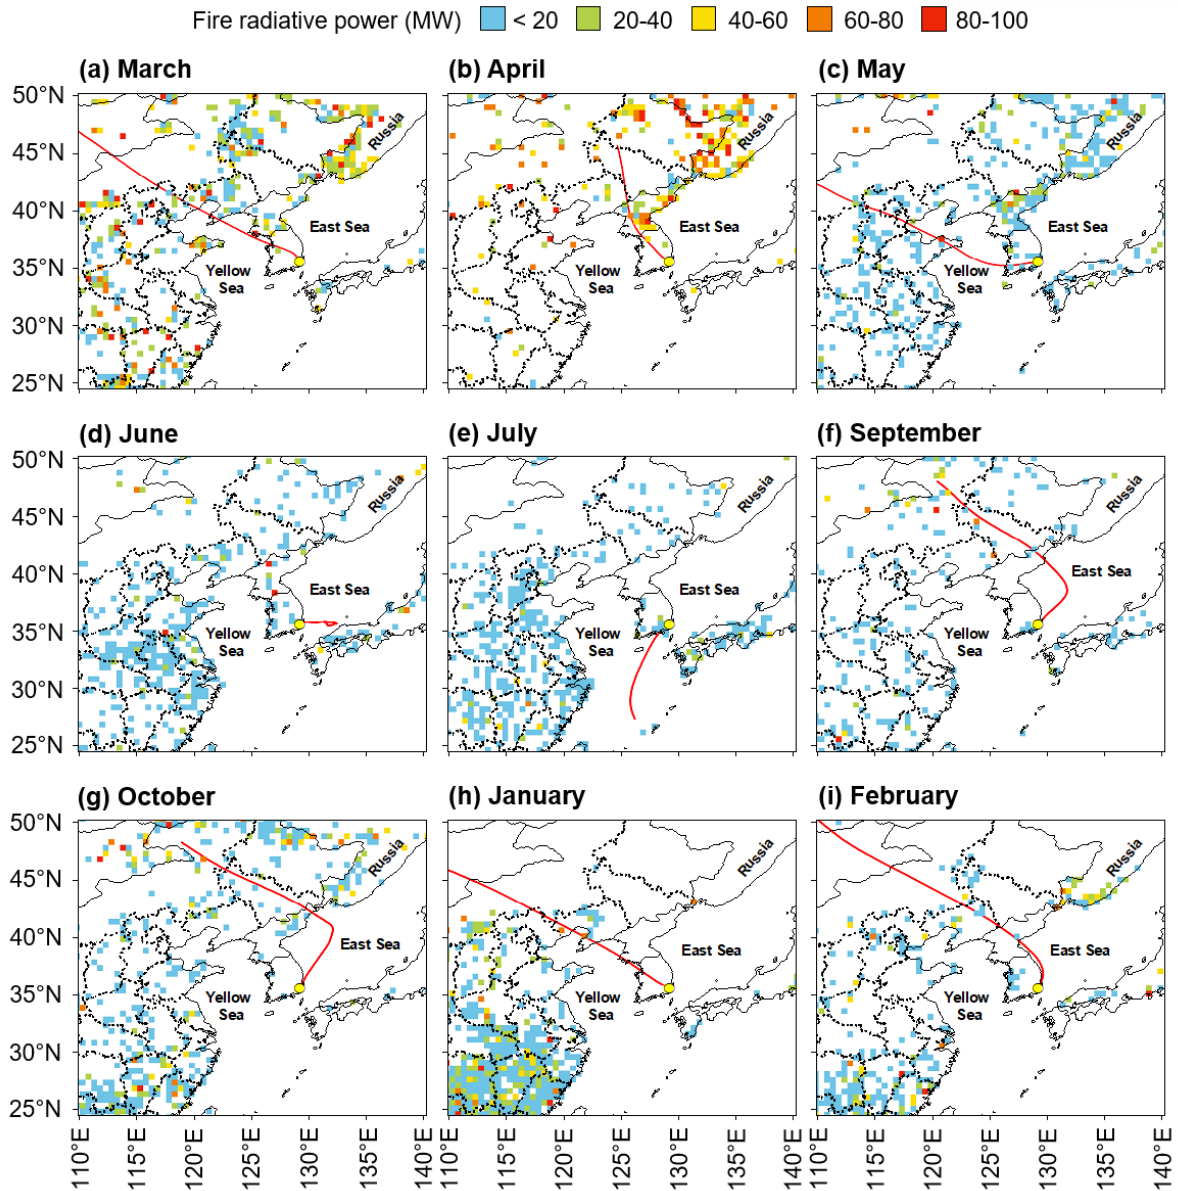 Fire radiative power (MW) < 20 20-40 40-60 60-80 80-100
(a) March (b) April (c) May
50°N
45°N
40°N
35°N
30°N
25°N
Russia
East Sea
Yellow
Sea
Russia
East Sea
Yellow
Sea
Russia
East Sea
Yellow
Sea
(d) June (e) July (f) September
50°N
45°N
40°N
35°N
30°N
25°N
Russia
East Sea
Yellow
Sea
Russia
East Sea
Yellow
Sea
Russia
East Sea
Yellow
Sea
(g) October (h) January (i) February
50°N
45°N
40°N
35°N
30°N
25°N
Russia
East Sea
Yellow
Sea
Russia
East Sea
Yellow
Sea
Russia
East Sea
Yellow
Sea
110°E 115°E 120°E 125°E 130°E 135°E 140°E 110°E 115°E 120°E 125°E 130°E 135°E 140°E 110°E 115°E 120°E 125°E 130°E 135°E 140°E